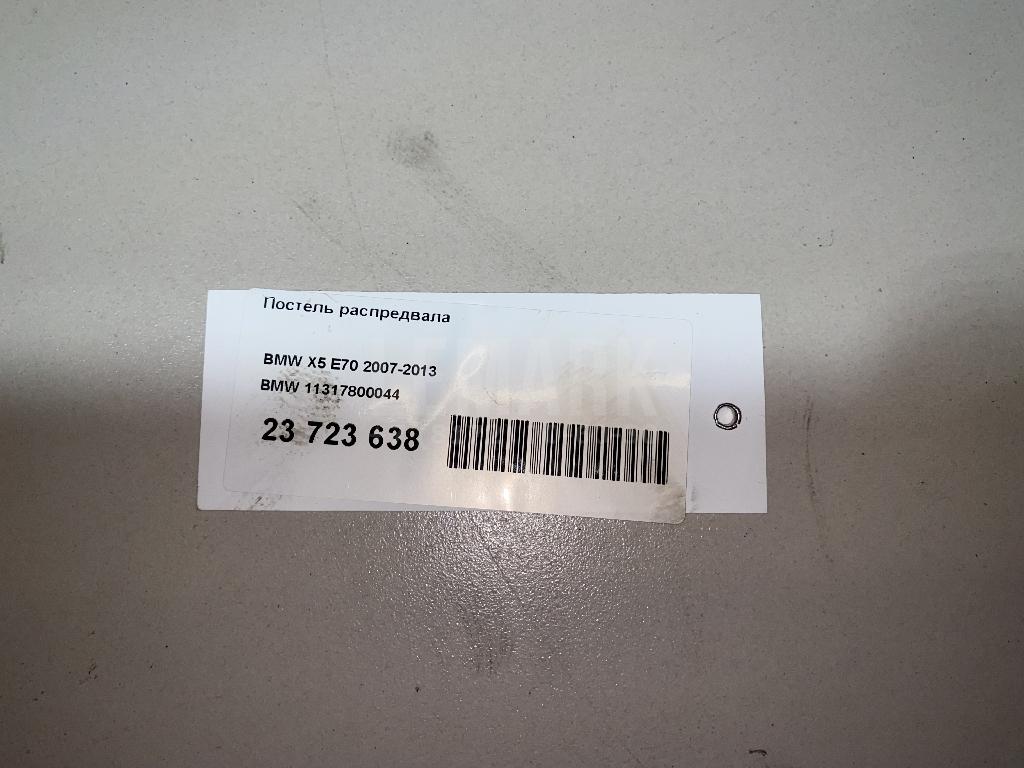 Постель распредвала
BMW X5 E70 2007-2013
BMW 11317800044
23 723 638